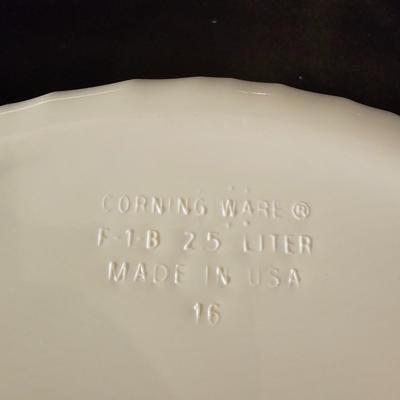 CORNING WARE ®
F-1-B 2 5 LITER
MADE IN USA
16